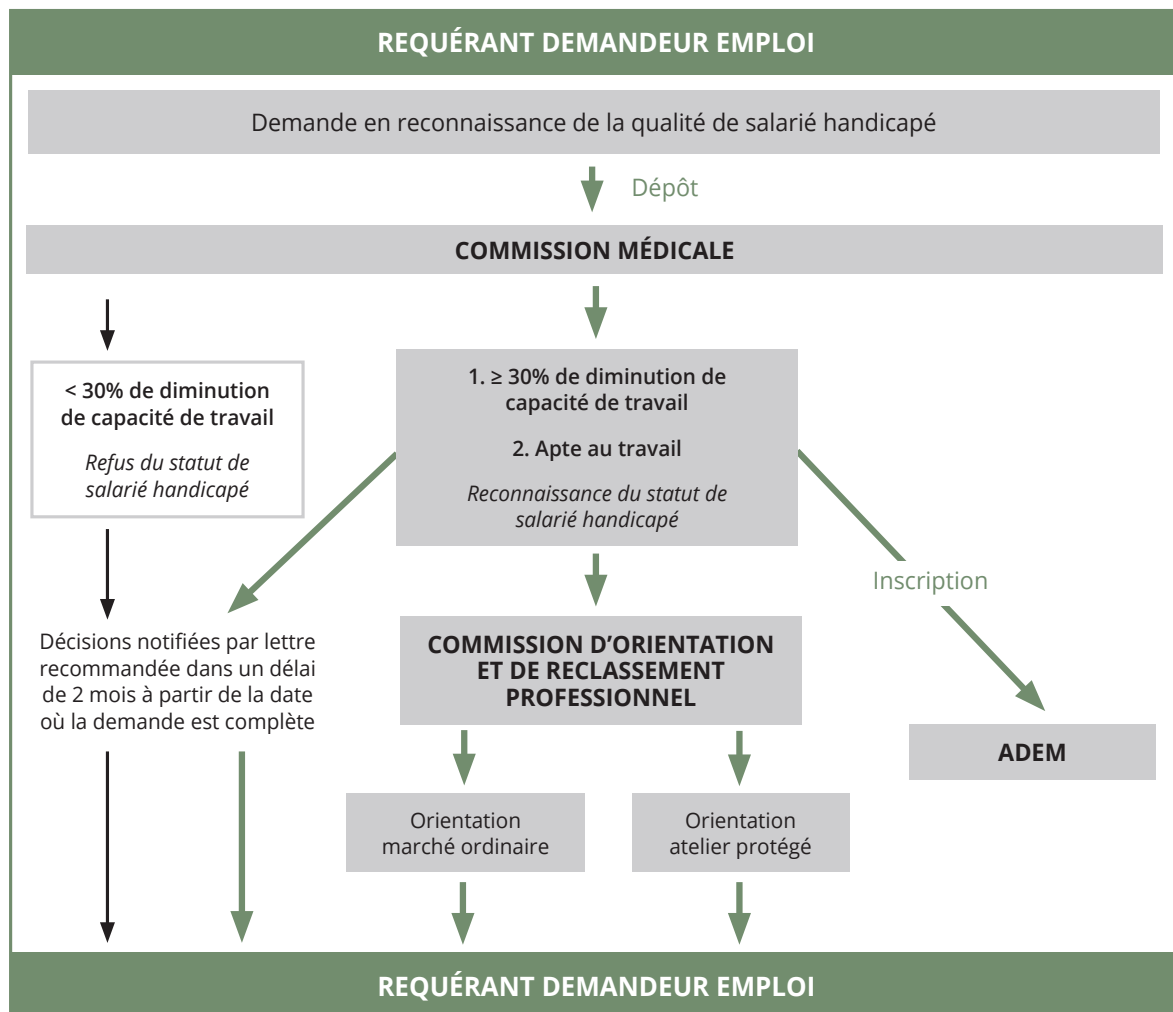 REQUÉRANT DEMANDEUR EMPLOI
Demande en reconnaissance de la qualité de salarié handicapé
Dépôt
COMMISSION MÉDICALE
< 30% de diminution
de capacité de travail
Refus du statut de
salarié handicapé
1. ≥ 30% de diminution de
capacité de travail
2. Apte au travail
Reconnaissance du statut de
salarié handicapé
Inscription
Décisions notifiées par lettre
recommandée dans un délai
de 2 mois à partir de la date
où la demande est complète
COMMISSION D’ORIENTATION
ET DE RECLASSEMENT
PROFESSIONNEL
ADEM
Orientation
marché ordinaire
Orientation
atelier protégé
REQUÉRANT DEMANDEUR EMPLOI